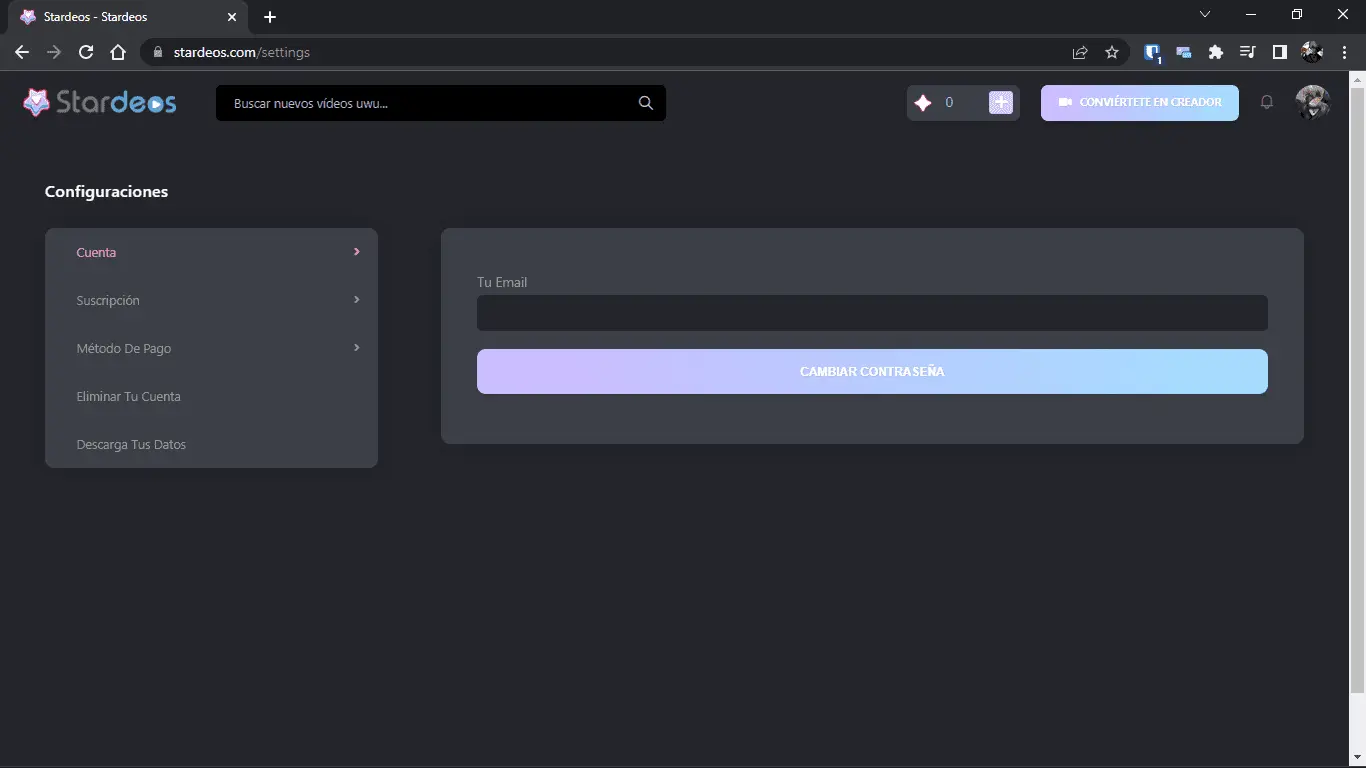 Stardeos - Stardeos
stardeos.com/settings
1
Stardeos
Buscar nuevos vídeos uwu...
0
CONVIÉRTETE EN CREADOR
Configuraciones
Cuenta
Suscripción
Método De Pago
Eliminar Tu Cuenta
Descarga Tus Datos
Tu Email
CAMBIAR CONTRASEÑA